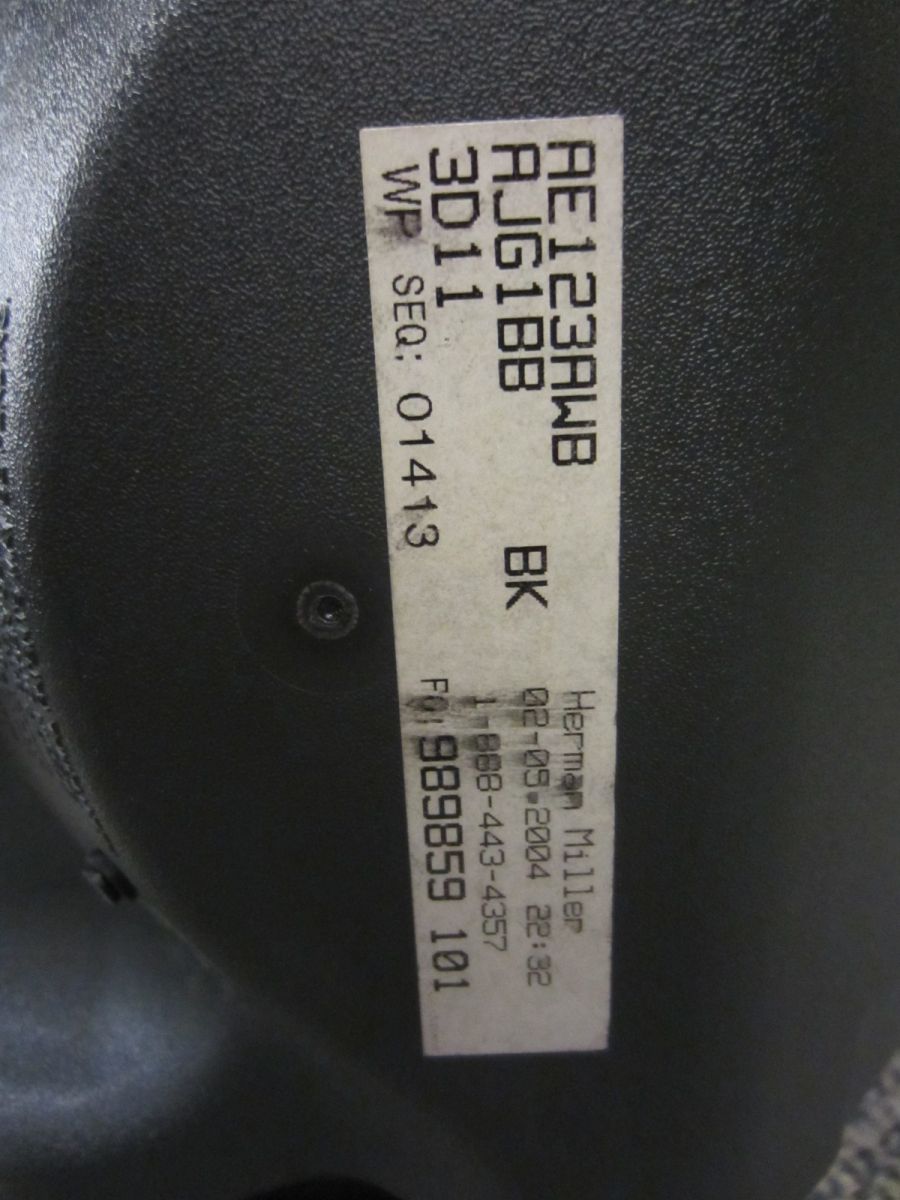 AE123AWB
AJG1BB BK
3D11
WP SEQ: 01413
Herman Miller
02-05-2004 22:32
1-888-443-4357
FO! 989859 101